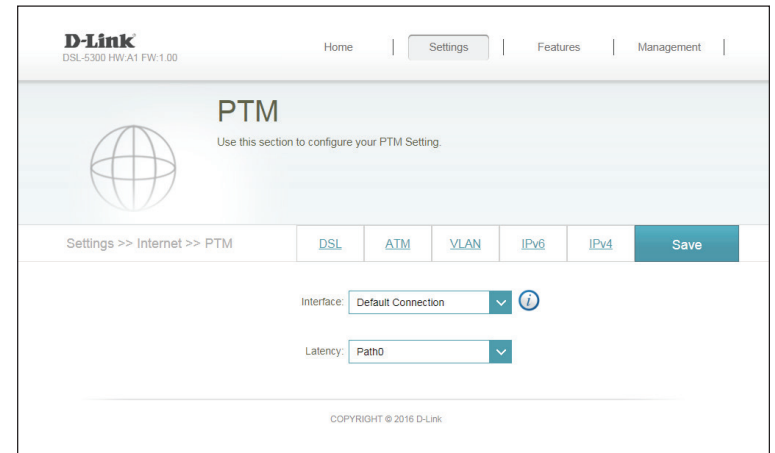 D-Link
DSL-5300 HW:A1 FW:1.00
Home | Settings | Features | Management |
PTM
Use this section to configure your PTM Setting.
Settings >> Internet >> PTM
DSL ATM VLAN IPv6 IPv4 Save
Interface: Default Connection i
Latency: Path0
COPYRIGHT © 2016 D-Link